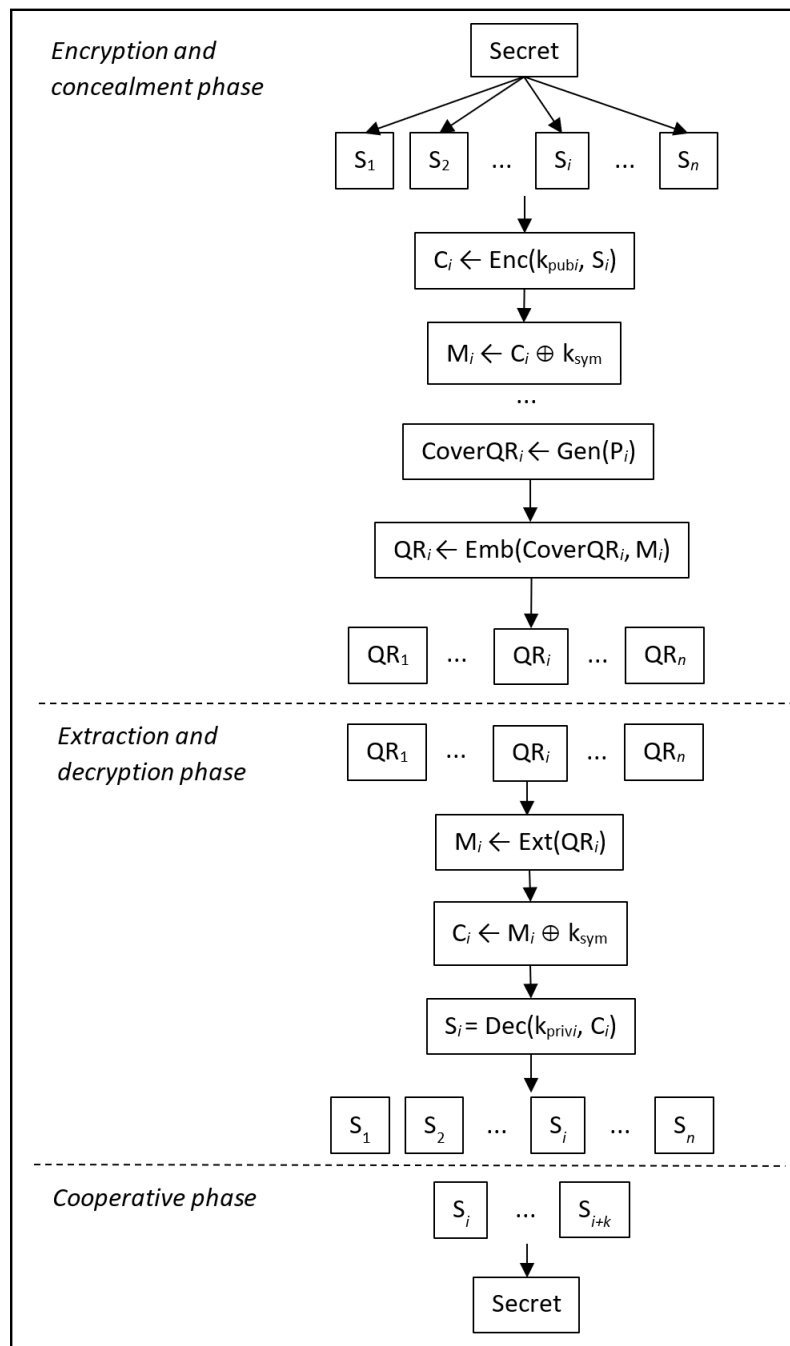 Encryption and
concealment phase
Secret
S1 S2 ... Si ... Sn
Ci ← Enc(kpubi, Si)
Mi ← Ci ⊕ ksym
...
CoverQRi ← Gen(Pi)
QRi ← Emb(CoverQRi, Mi)
QR1 ... QRi ... QRn
Extraction and
decryption phase
QR1 ... QRi ... QRn
Mi ← Ext(QRi)
Ci ← Mi ⊕ ksym
Si = Dec(kprivi, Ci)
S1 S2 ... Si ... Sn
Cooperative phase
Si ... Si+k
Secret